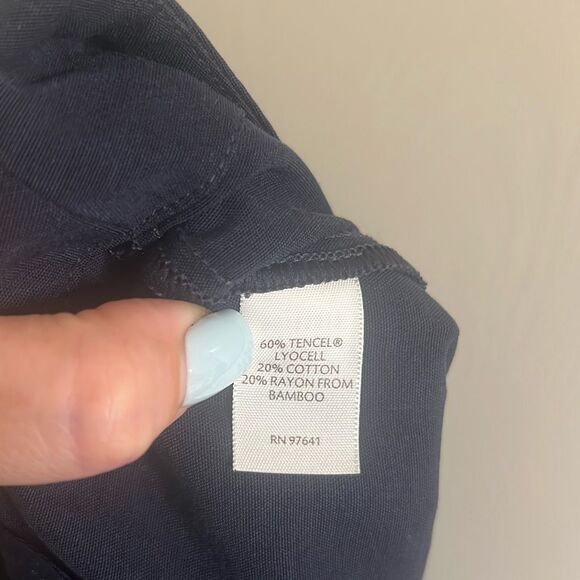 60% TENCEL®
LYOCELL
20% COTTON
20% RAYON FROM
BAMBOO
RN 97641